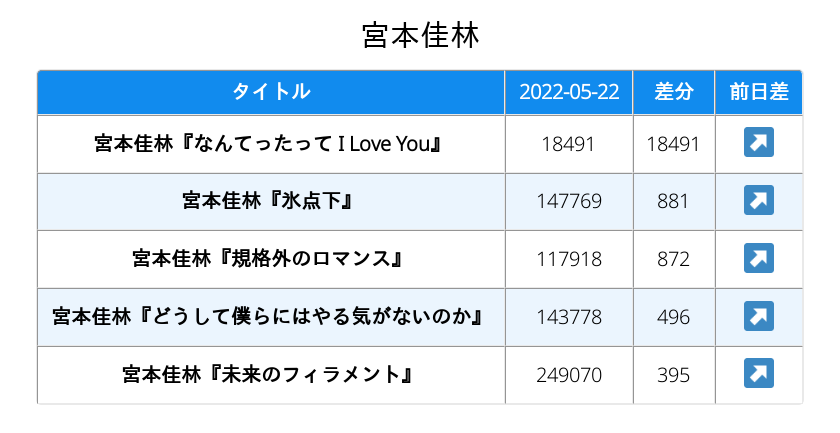 宮本佳林
タイトル 2022-05-22 差分 前日差
宮本佳林『なんてったって I Love You』 18491 18491
宮本佳林『氷点下』 147769 881
宮本佳林『規格外のロマンス』 117918 872
宮本佳林『どうして僕らにはやる気がないのか』 143778 496
宮本佳林『未来のフィラメント』 249070 395